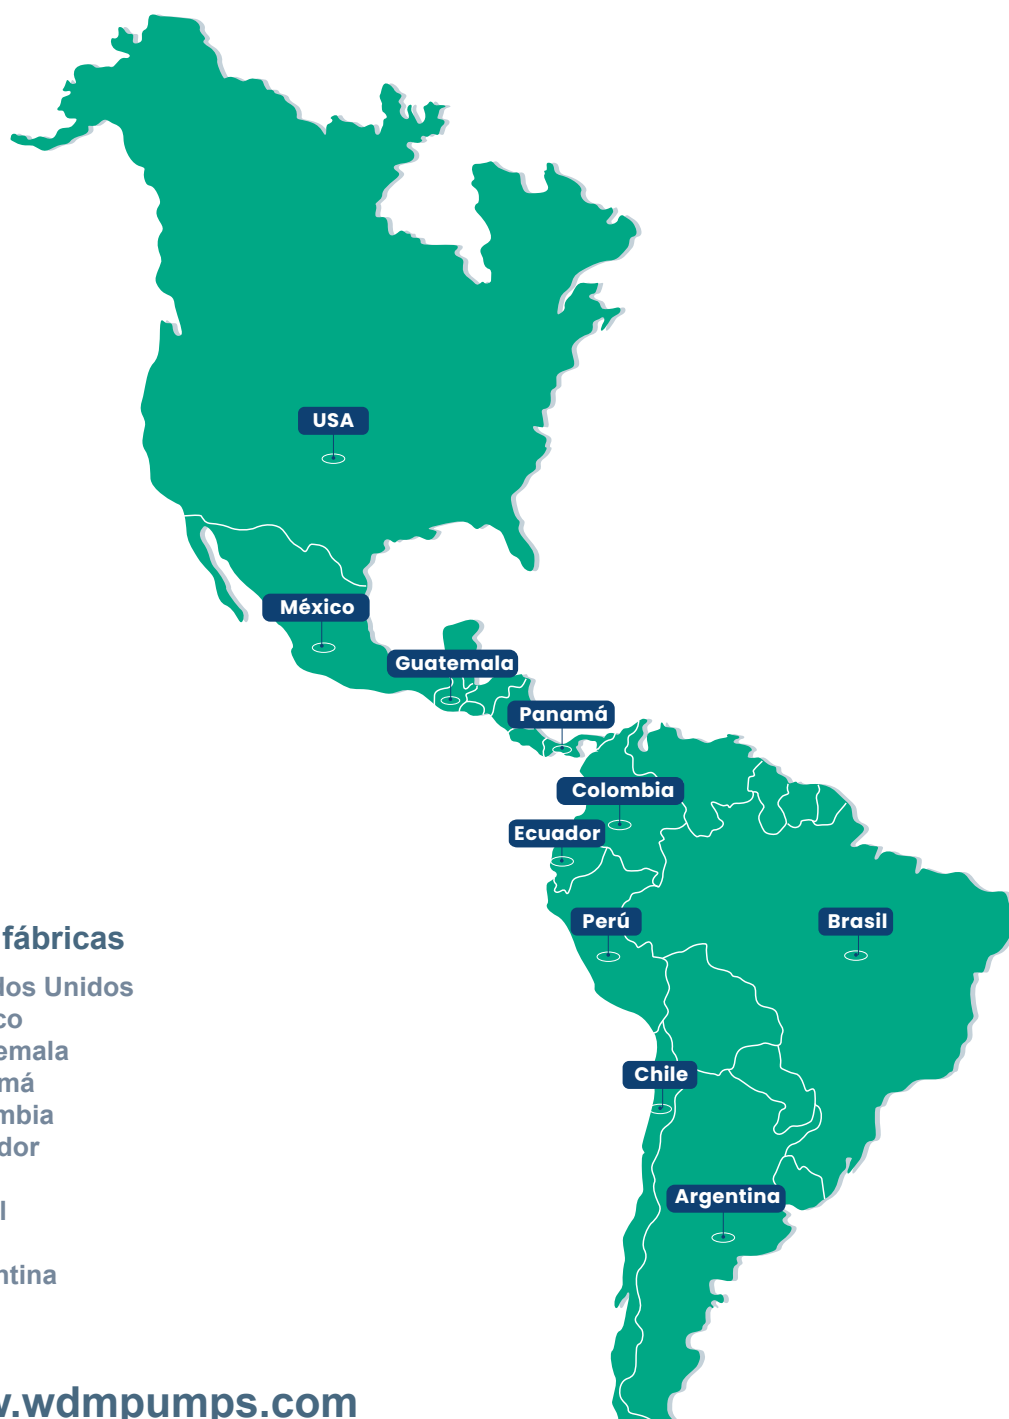 USA
México
Guatemala
Panamá
Colombia
Ecuador
Perú
Brasil
Chile
Argentina
fábricas
dos Unidos
co
emala
má
mbia
dor
l
ntina
.wdmpumps.com